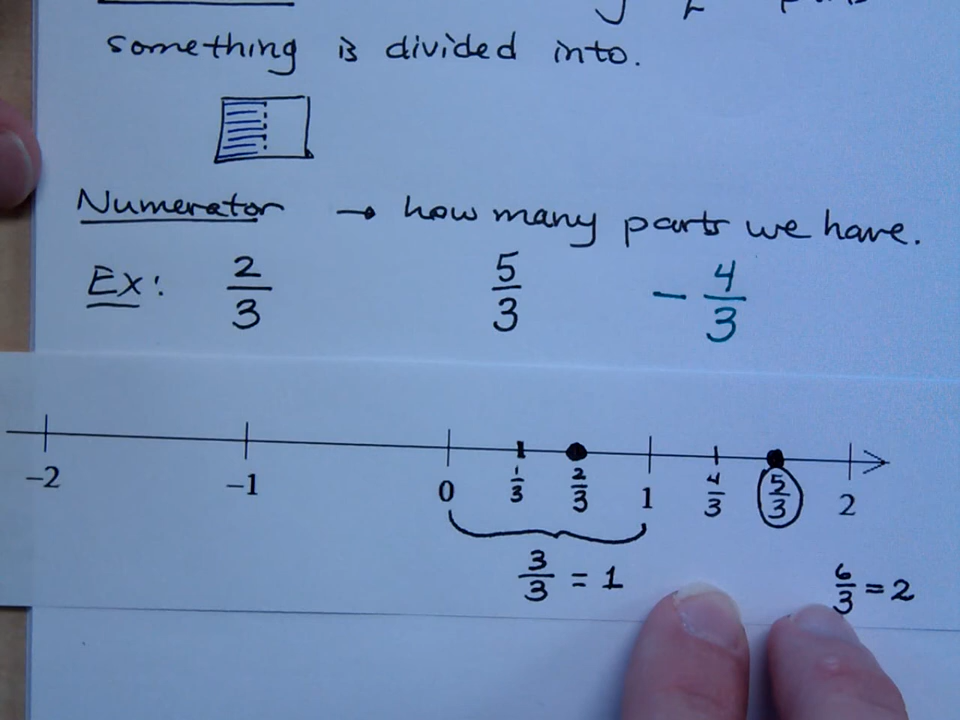 something is divided into.
Numerator → how many parts we have.
Ex: 2/3 5/3 - 4/3
-2 -1 0 1/3 2/3 1 4/3 5/3 2
3/3 = 1 6/3 = 2